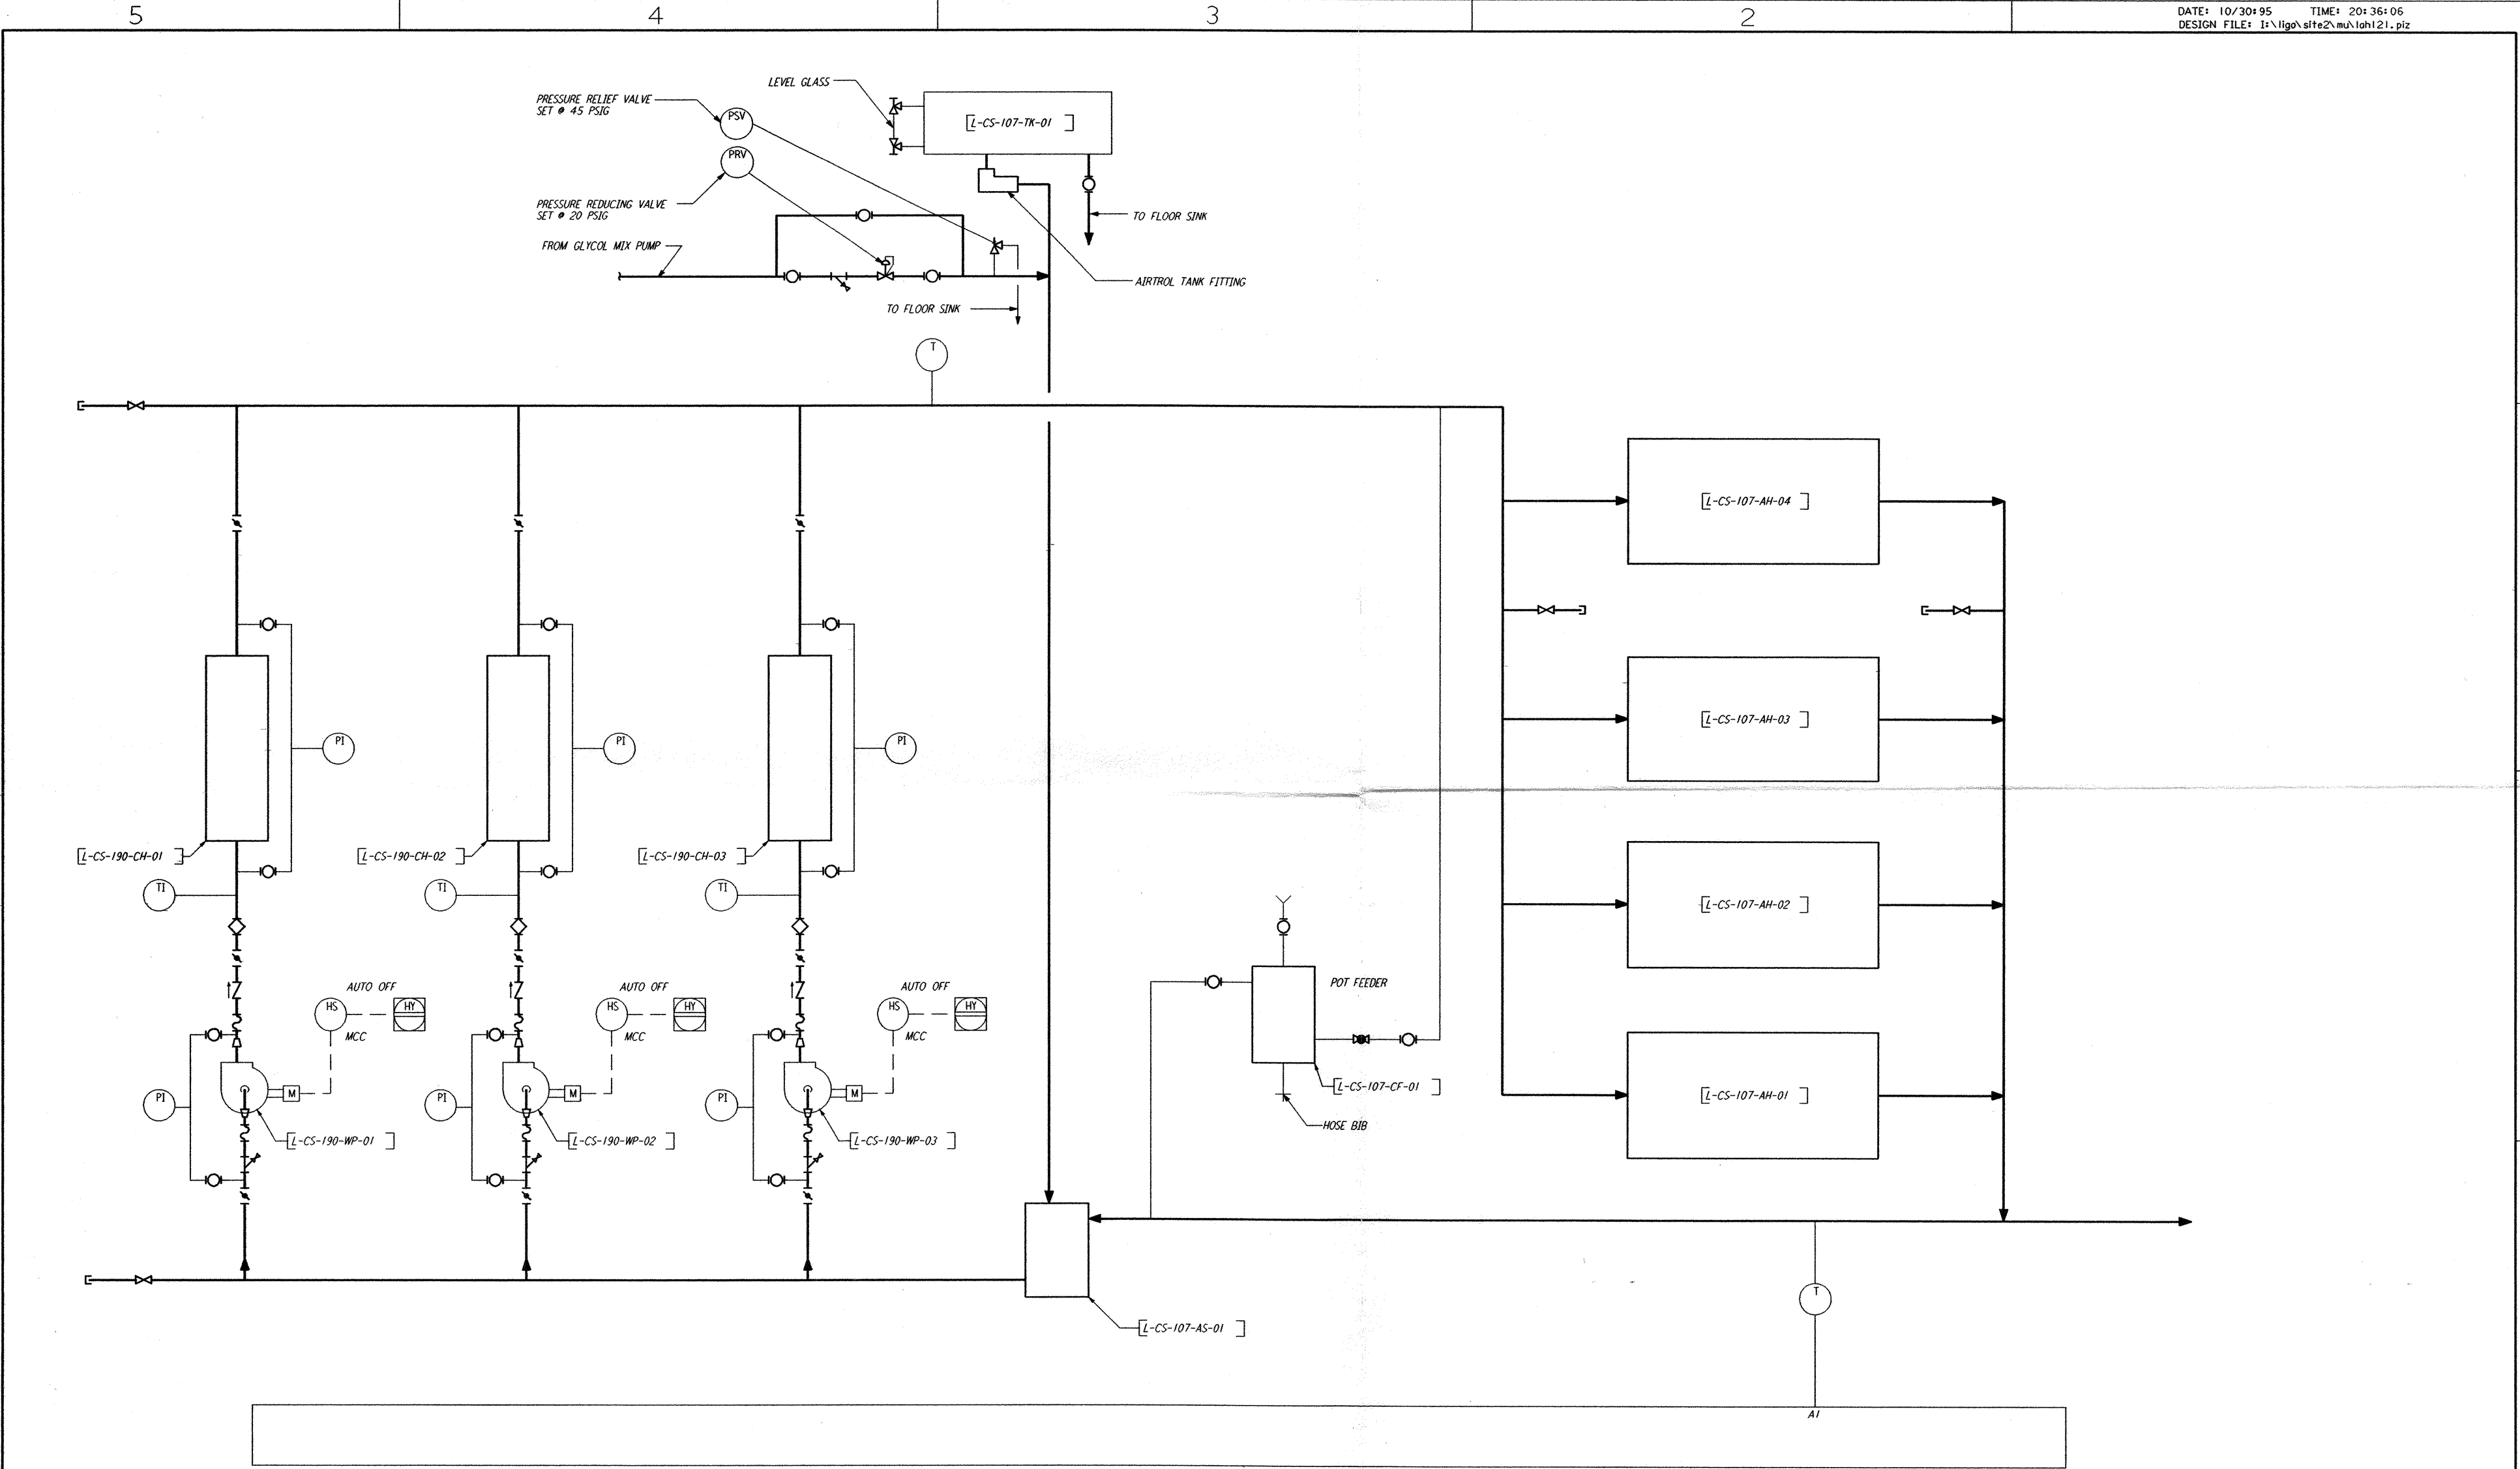 5
4
3
2
DATE: 10/30:95 TIME: 20:36:06
DESIGN FILE: I:\ligo\site2\mu\lah121.piz
LEVEL GLASS
PRESSURE RELIEF VALVE
SET @ 45 PSIG
PSV
[L-CS-107-TK-01 ]
PRV
PRESSURE REDUCING VALVE
SET @ 20 PSIG
TO FLOOR SINK
FROM GLYCOL MIX PUMP
AIRTROL TANK FITTING
TO FLOOR SINK
T
[L-CS-107-AH-04 ]
[L-CS-107-AH-03 ]
PI
PI
PI
[L-CS-190-CH-01 ]
[L-CS-190-CH-02 ]
[L-CS-190-CH-03 ]
TI
TI
TI
[L-CS-107-AH-02 ]
POT FEEDER
AUTO OFF
AUTO OFF
AUTO OFF
HS
HY
HS
HY
HS
HY
MCC
MCC
MCC
[L-CS-107-CF-01 ]
M
M
M
[L-CS-107-AH-01 ]
PI
PI
PI
HOSE BIB
[L-CS-190-WP-01 ]
[L-CS-190-WP-02 ]
[L-CS-190-WP-03 ]
T
[L-CS-107-AS-01 ]
AI